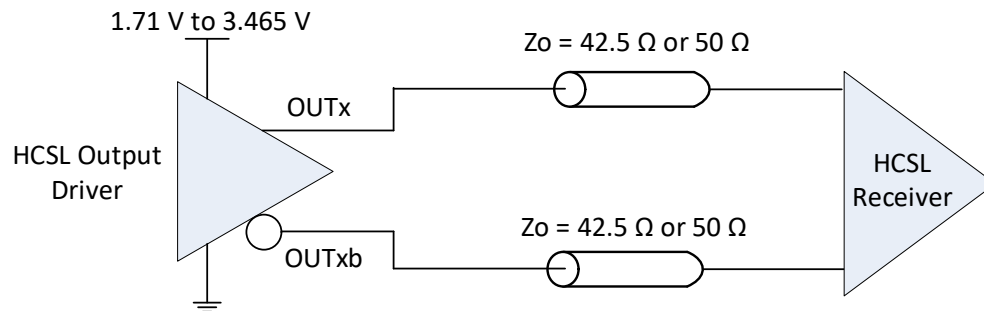 1.71 V to 3.465 V
Zo = 42.5 Ω or 50 Ω
OUTx
HCSL Output
Driver
HCSL
Receiver
Zo = 42.5 Ω or 50 Ω
OUTxb